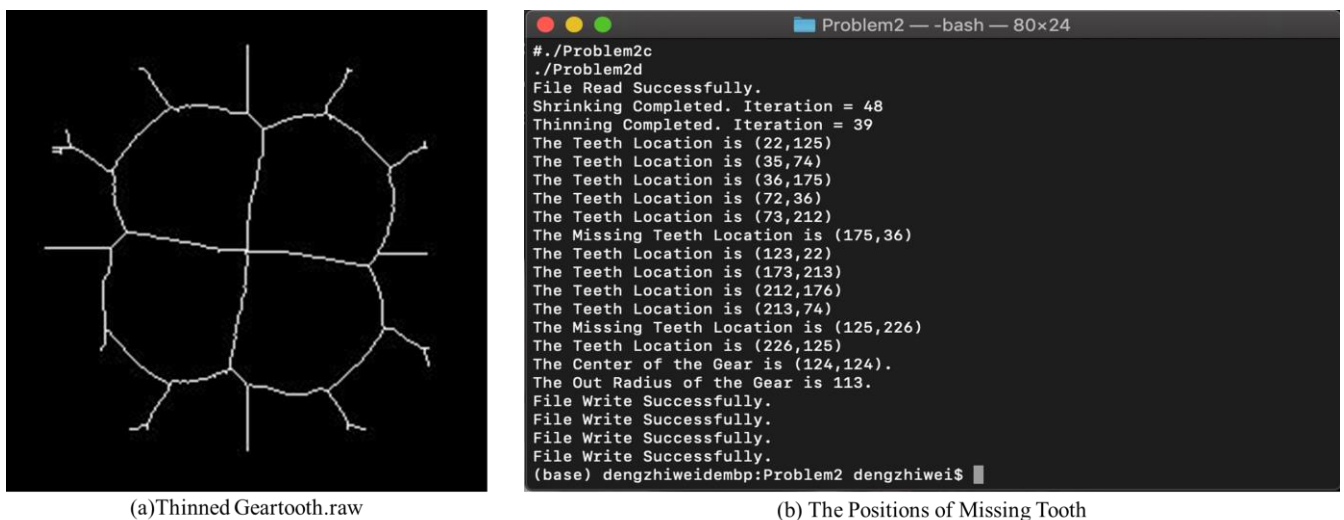 Problem2 — -bash — 80×24
#./Problem2c
./Problem2d
File Read Successfully.
Shrinking Completed. Iteration = 48
Thinning Completed. Iteration = 39
The Teeth Location is (22,125)
The Teeth Location is (35,74)
The Teeth Location is (36,175)
The Teeth Location is (72,36)
The Teeth Location is (73,212)
The Missing Teeth Location is (175,36)
The Teeth Location is (123,22)
The Teeth Location is (173,213)
The Teeth Location is (212,176)
The Teeth Location is (213,74)
The Missing Teeth Location is (125,226)
The Teeth Location is (226,125)
The Center of the Gear is (124,124).
The Out Radius of the Gear is 113.
File Write Successfully.
File Write Successfully.
File Write Successfully.
File Write Successfully.
(base) dengzhiweidembp:Problem2 dengzhiwei$
(a)Thinned Geartooth.raw
(b) The Positions of Missing Tooth